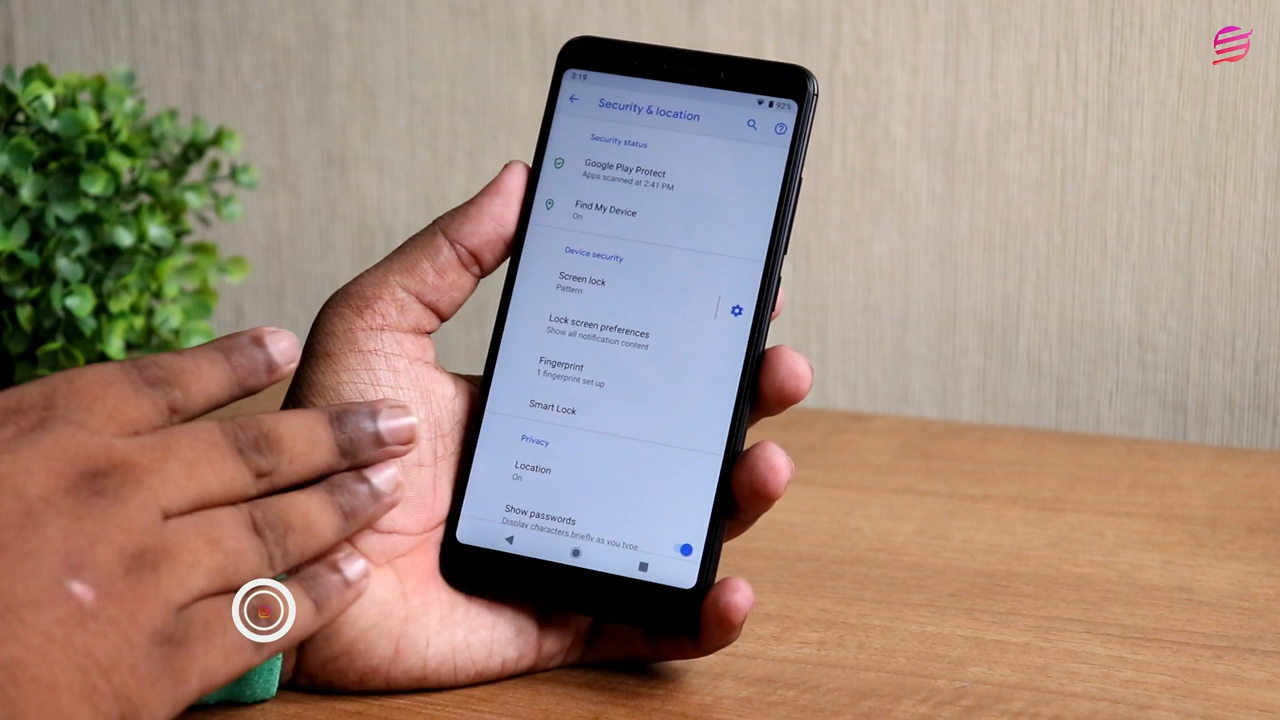 3:19
92%
Security & location
Security status
Google Play Protect
Apps scanned at 2:41 PM
Find My Device
On
Device security
Screen lock
Pattern
Lock screen preferences
Show all notification content
Fingerprint
1 fingerprint set up
Smart Lock
Privacy
Location
On
Show passwords
Display characters briefly as you type